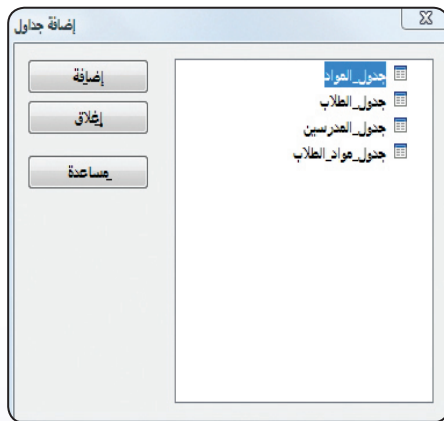 إضافة جداول
جدول_المواد
جدول_الطلاب
جدول_المدرسين
جدول_مواد_الطلاب
إضافة
إغلاق
مساعدة